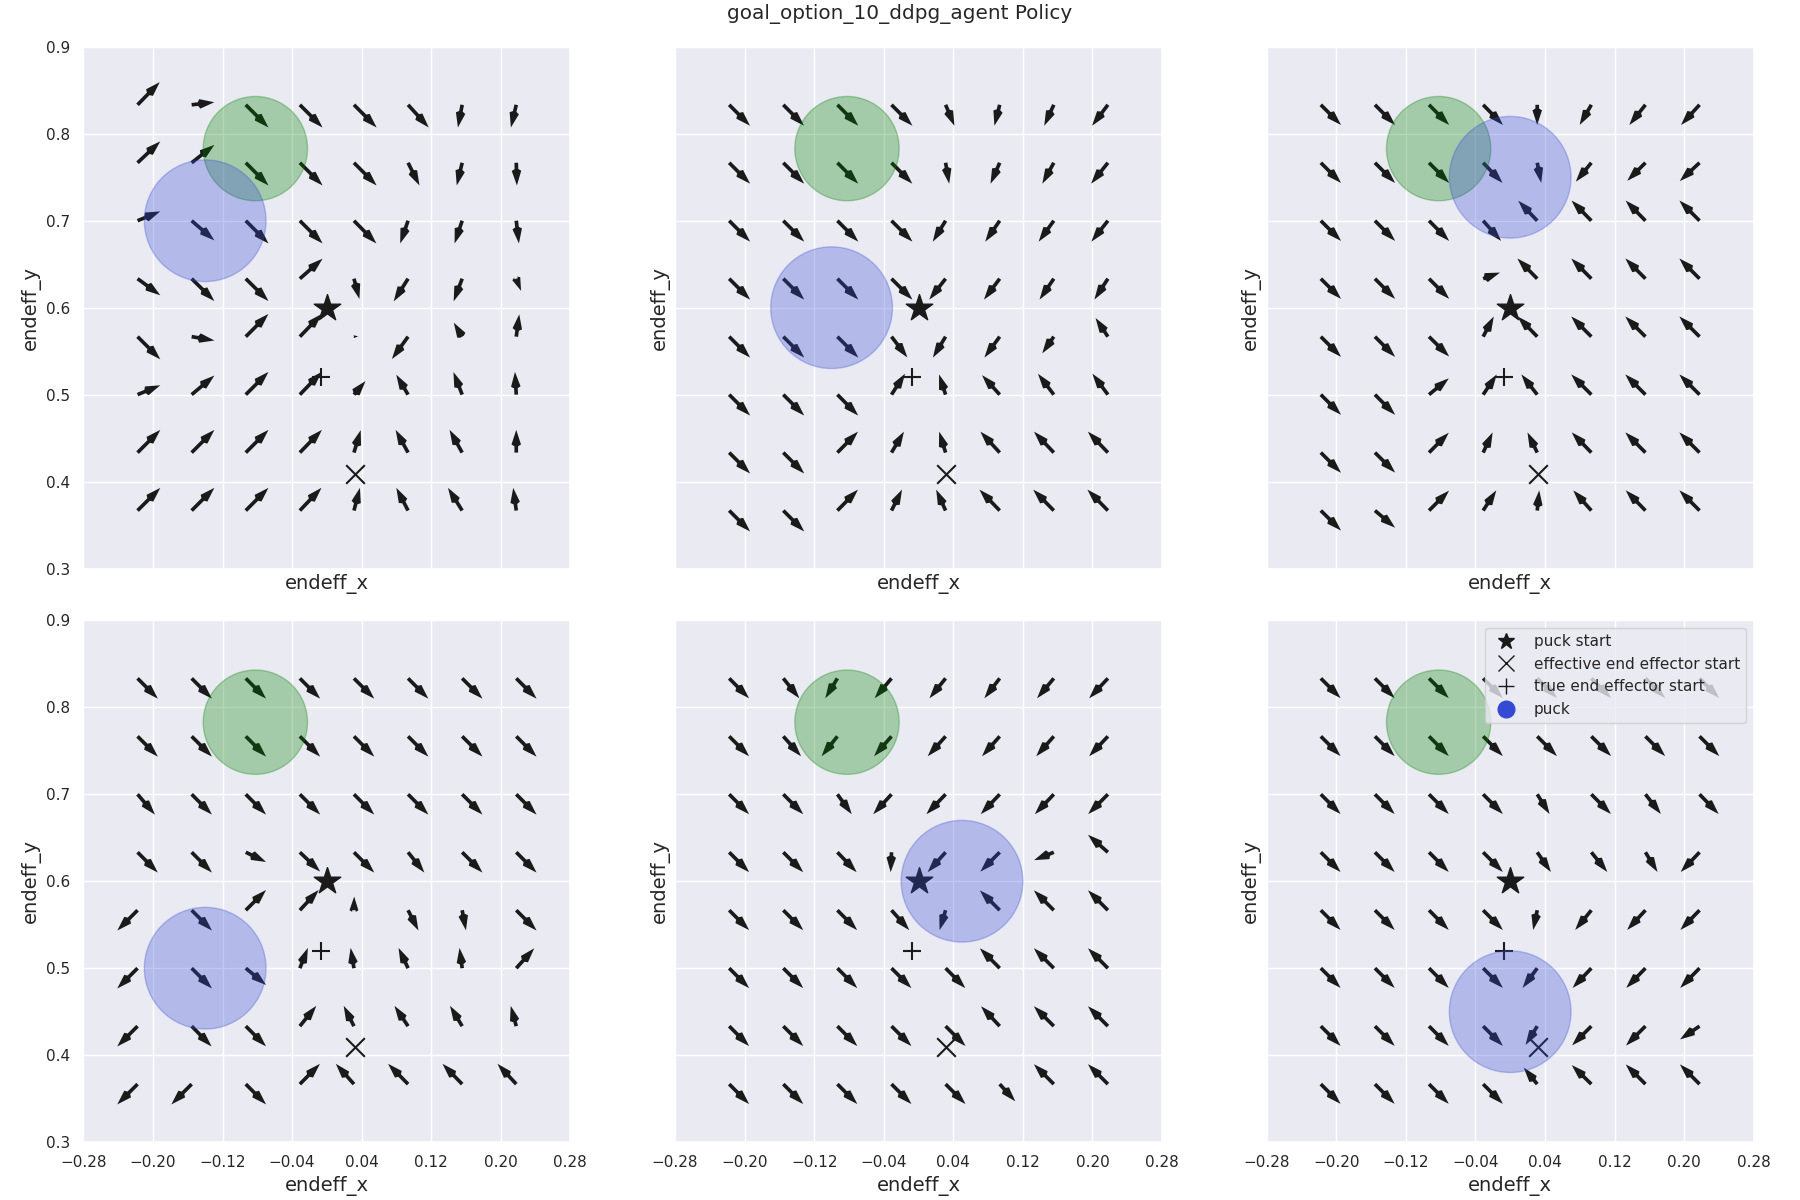 goal_option_10_ddpg_agent Policy
0.9
0.8
0.7
0.6
0.5
0.4
0.3
endeff_y
endeff_x
endeff_y
endeff_x
endeff_y
endeff_x
0.9
0.8
0.7
0.6
0.5
0.4
0.3
endeff_y
−0.28 −0.20 −0.12 −0.04 0.04 0.12 0.20 0.28
endeff_x
endeff_y
−0.28 −0.20 −0.12 −0.04 0.04 0.12 0.20 0.28
endeff_x
puck start
effective end effector start
true end effector start
puck
endeff_y
−0.28 −0.20 −0.12 −0.04 0.04 0.12 0.20 0.28
endeff_x